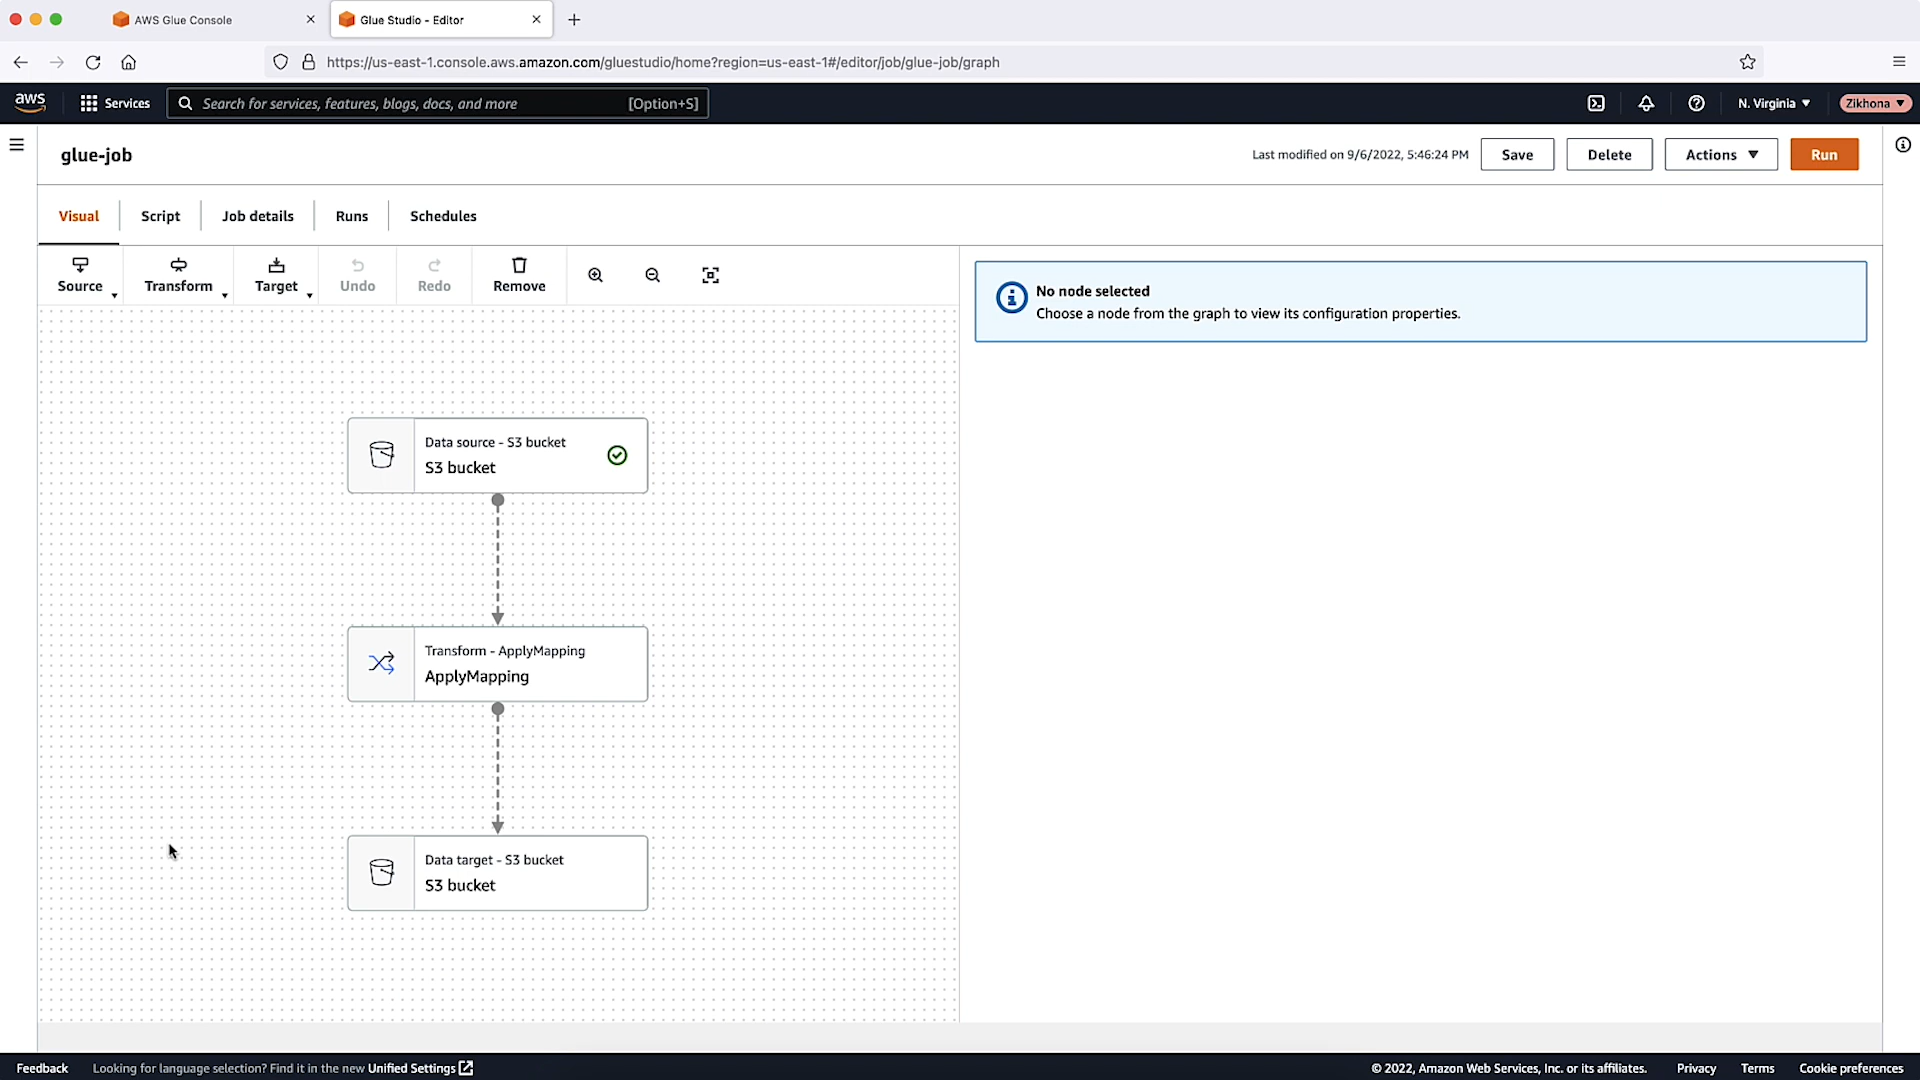 AWS Glue Console
Glue Studio - Editor
https://us-east-1.console.aws.amazon.com/gluestudio/home?region=us-east-1#/editor/job/glue-job/graph
aws
Services
Search for services, features, blogs, docs, and more
[Option+S]
N. Virginia
Zikhona
glue-job
Last modified on 9/6/2022, 5:46:24 PM
Save
Delete
Actions
Run
Visual
Script
Job details
Runs
Schedules
Source
Transform
Target
Undo
Redo
Remove
No node selected
Choose a node from the graph to view its configuration properties.
Data source - S3 bucket
S3 bucket
Transform - ApplyMapping
ApplyMapping
Data target - S3 bucket
S3 bucket
Feedback
Looking for language selection? Find it in the new Unified Settings
© 2022, Amazon Web Services, Inc. or its affiliates.
Privacy
Terms
Cookie preferences